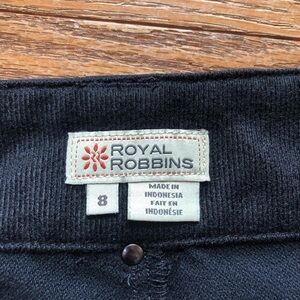 ROYAL
ROBBINS
8
MADE IN
INDONESIA
FAIT EN
INDONÉSIE